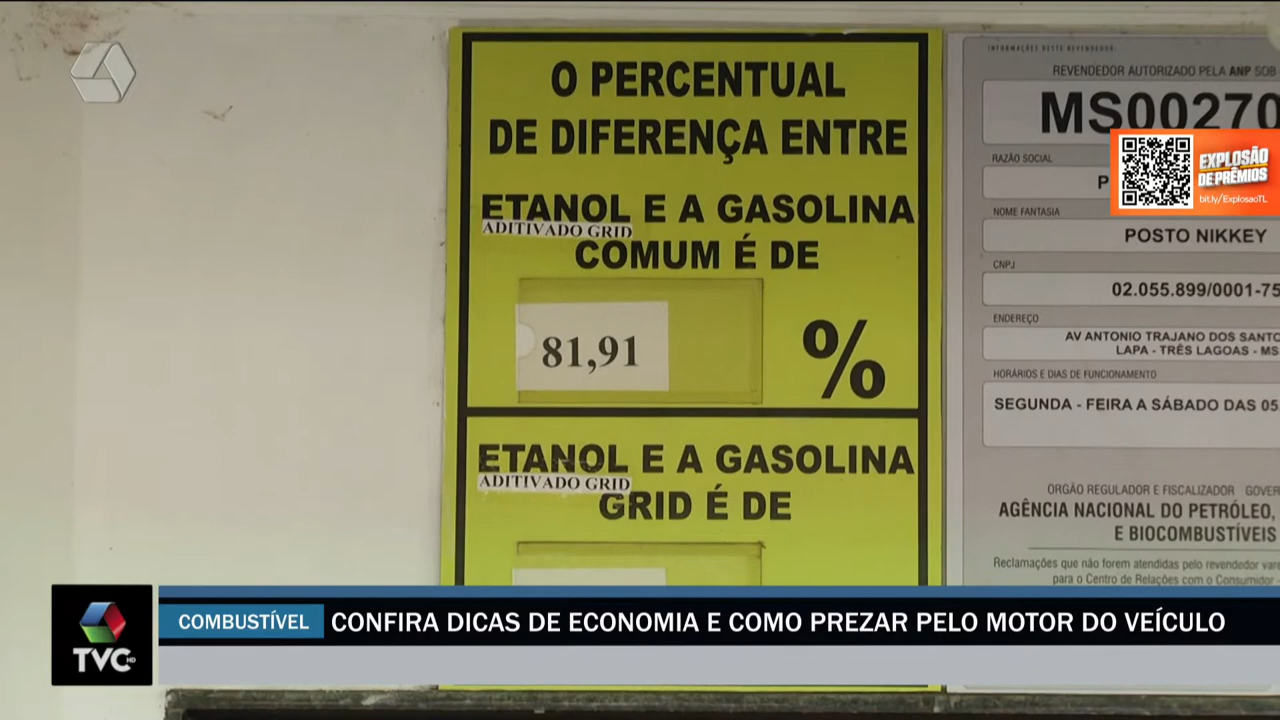 O PERCENTUAL
DE DIFERENÇA ENTRE
ETANOL E A GASOLINA
ADITIVADO GRID
COMUM É DE
81,91
%
ETANOL E A GASOLINA
ADITIVADO GRID
GRID É DE
INFORMAÇÕES DESTE REVENDEDOR:
REVENDEDOR AUTORIZADO PELA ANP SOB
MS00270
RAZÃO SOCIAL
P
NOME FANTASIA
POSTO NIKKEY
CNPJ
02.055.899/0001-75
ENDEREÇO
AV ANTONIO TRAJANO DOS SANTO
LAPA - TRÊS LAGOAS - MS
HORÁRIOS E DIAS DE FUNCIONAMENTO
SEGUNDA - FEIRA A SÁBADO DAS 05
ORGÃO REGULADOR E FISCALIZADOR GOVER
AGÊNCIA NACIONAL DO PETRÓLEO,
E BIOCOMBUSTÍVEIS
Reclamações que não forem atendidas pelo revendedor vare
para o Centro de Relações com o Consumidor
EXPLOSÃO
DE PRÊMIOS
bit.ly/ExplosaoTL
COMBUSTÍVEL
CONFIRA DICAS DE ECONOMIA E COMO PREZAR PELO MOTOR DO VEÍCULO
TVC HD